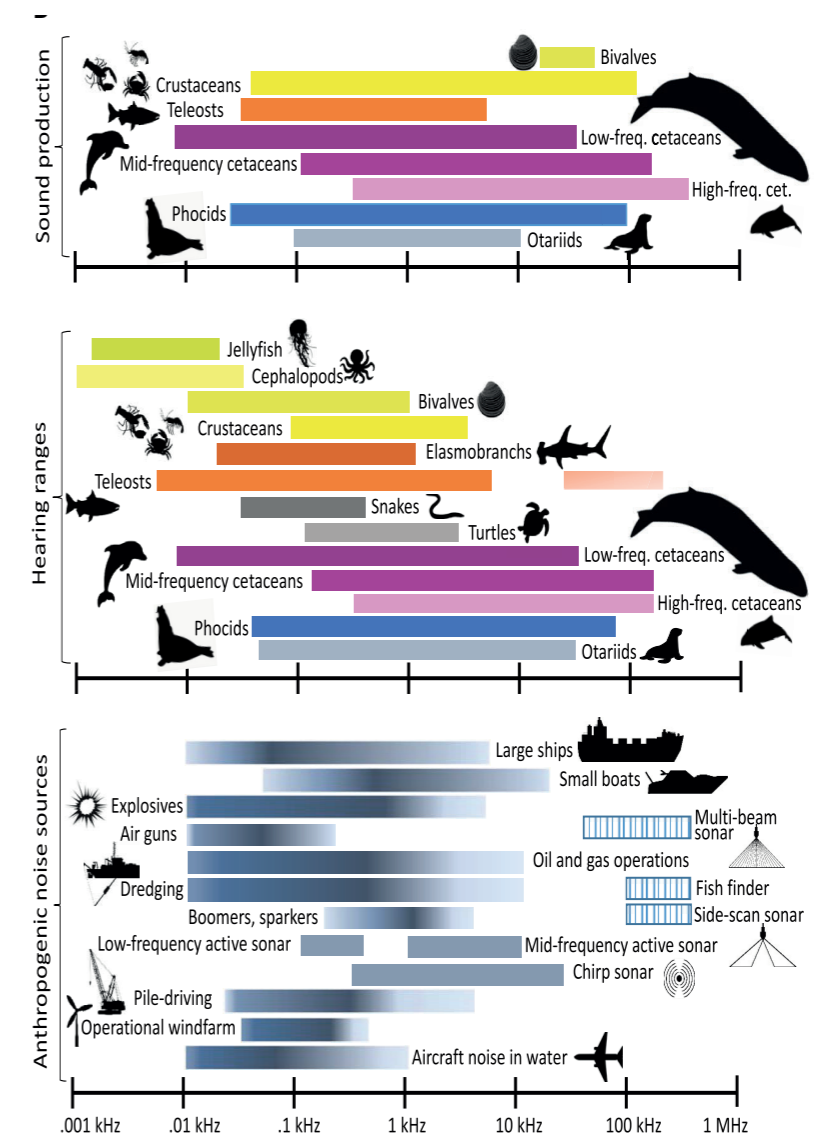 Sound production
Bivalves
Crustaceans
Teleosts
Low-freq. cetaceans
Mid-frequency cetaceans
High-freq. cet.
Phocids
Otariids
Hearing ranges
Jellyfish
Cephalopods
Bivalves
Crustaceans
Elasmobranchs
Teleosts
Snakes
Turtles
Low-freq. cetaceans
Mid-frequency cetaceans
High-freq. cetaceans
Phocids
Otariids
Anthropogenic noise sources
Large ships
Small boats
Explosives
Multi-beam
sonar
Air guns
Oil and gas operations
Dredging
Fish finder
Boomers, sparkers
Side-scan sonar
Low-frequency active sonar
Mid-frequency active sonar
Chirp sonar
Pile-driving
Operational windfarm
Aircraft noise in water
.001 kHz .01 kHz .1 kHz 1 kHz 10 kHz 100 kHz 1 MHz